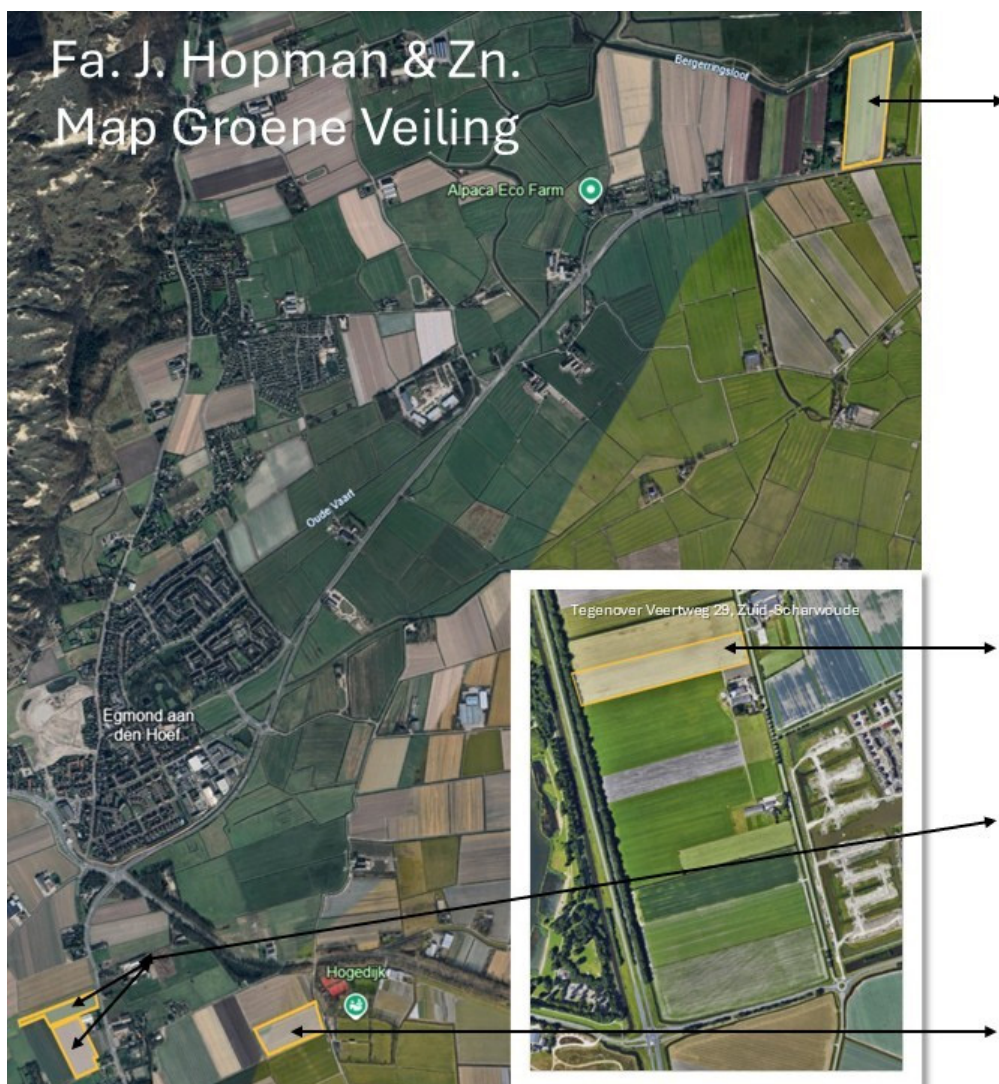 Fa. J. Hopman & Zn.
Map Groene Veiling
Bergerringsloot
Alpaca Eco Farm
Oude Vaart
Egmond aan
den Hoef
Hogedijk
Tegenover Veertweg 29, Zuid-Scharwoude